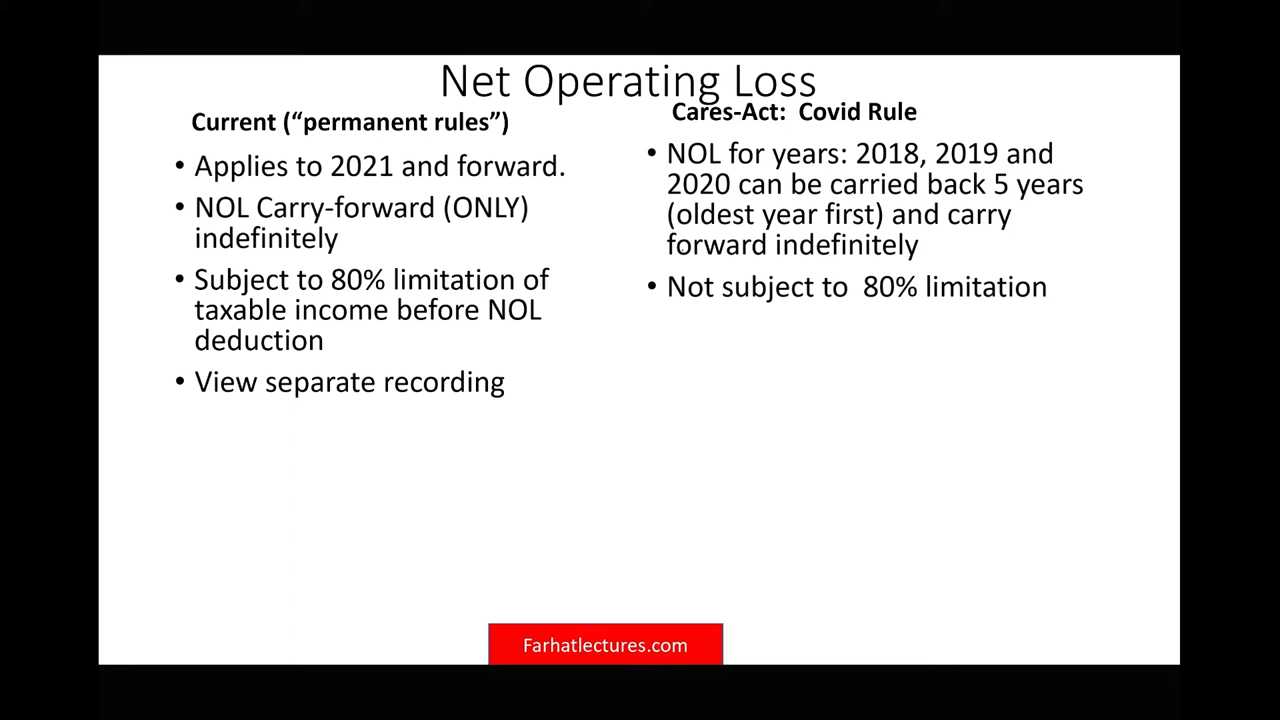 Net Operating Loss
Current (“permanent rules”)
• Applies to 2021 and forward.
• NOL Carry-forward (ONLY)
indefinitely
• Subject to 80% limitation of
taxable income before NOL
deduction
• View separate recording
Cares-Act: Covid Rule
• NOL for years: 2018, 2019 and
2020 can be carried back 5 years
(oldest year first) and carry
forward indefinitely
• Not subject to 80% limitation
Farhatlectures.com